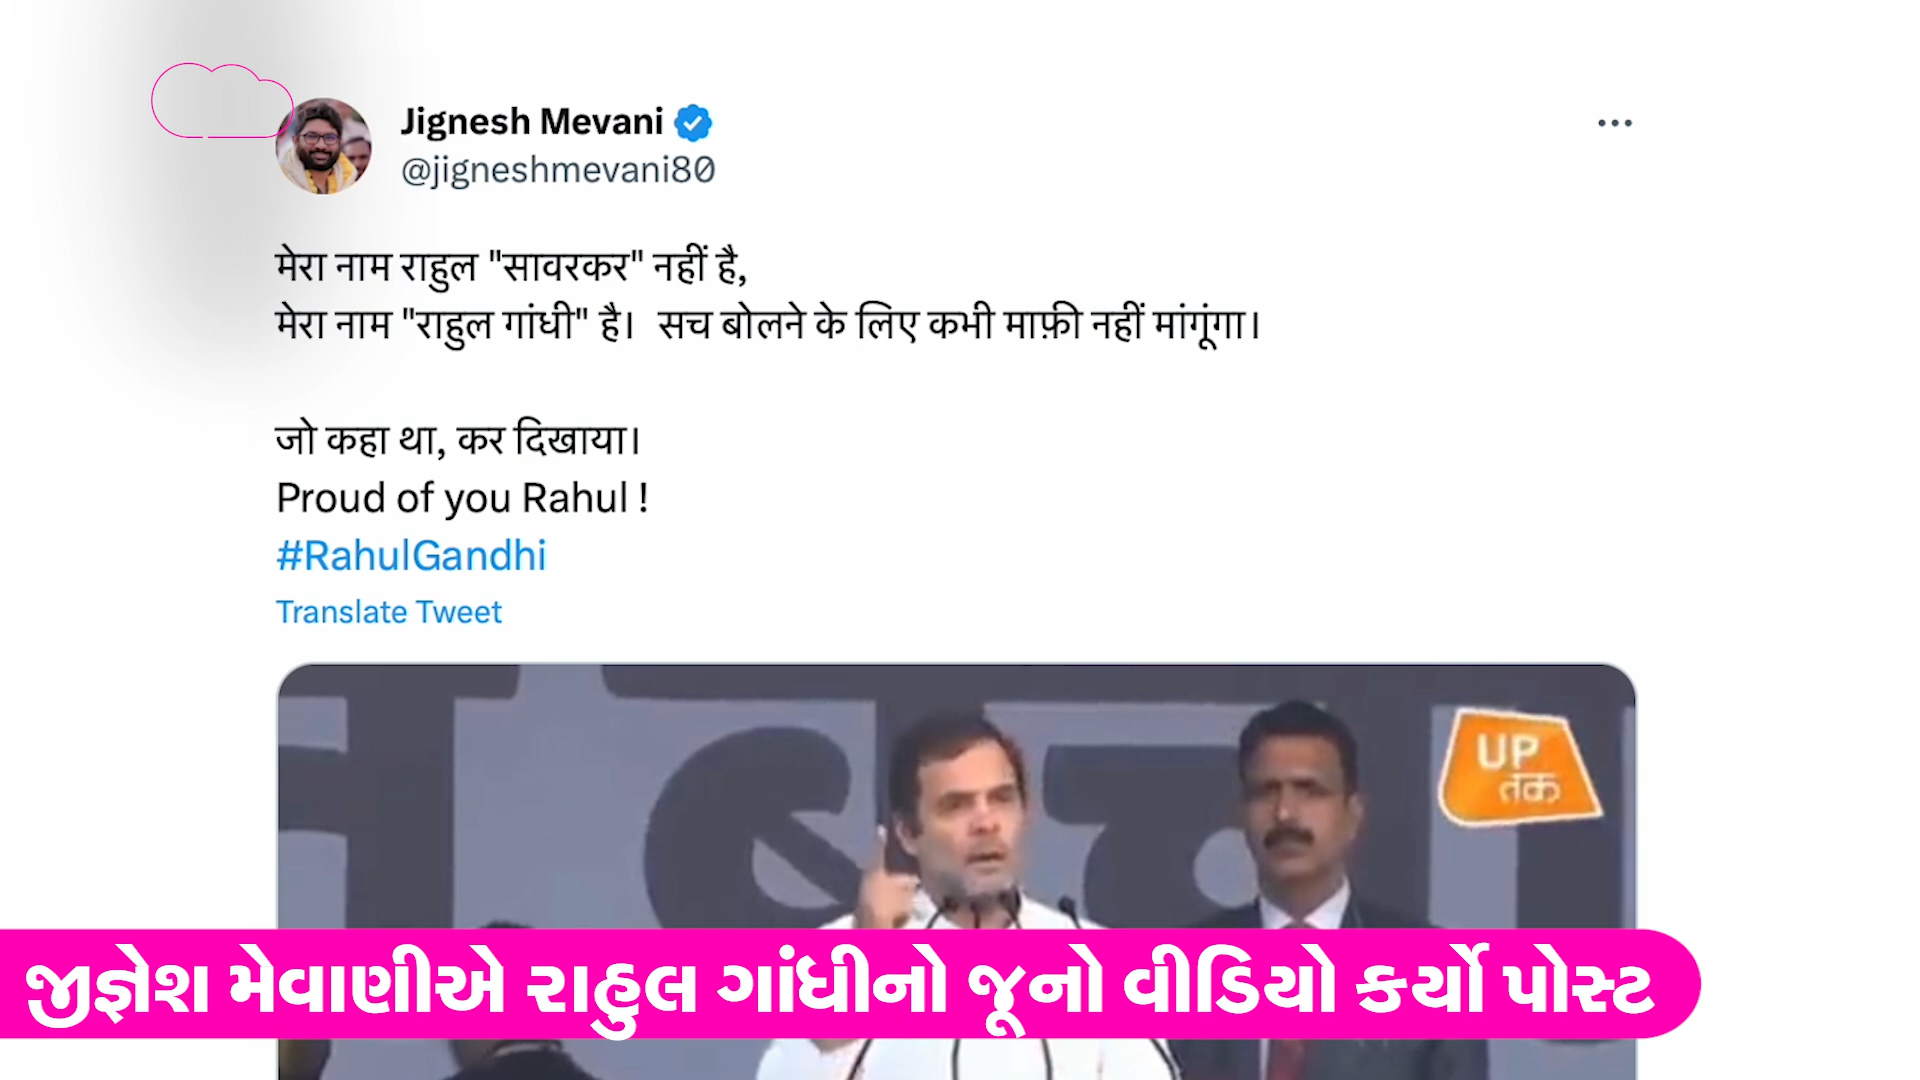 Jignesh Mevani
@jigneshmevani80
मेरा नाम राहुल "सावरकर" नहीं है,
मेरा नाम "राहुल गांधी" है। सच बोलने के लिए कभी माफ़ी नहीं मांगूंगा।
जो कहा था, कर दिखाया।
Proud of you Rahul !
#RahulGandhi
Translate Tweet
UP
तक
જીજ્ઞેશ મેવાણીએ રાહુલ ગાંધીનો જૂનો વીડિયો કર્યો પોસ્ટ